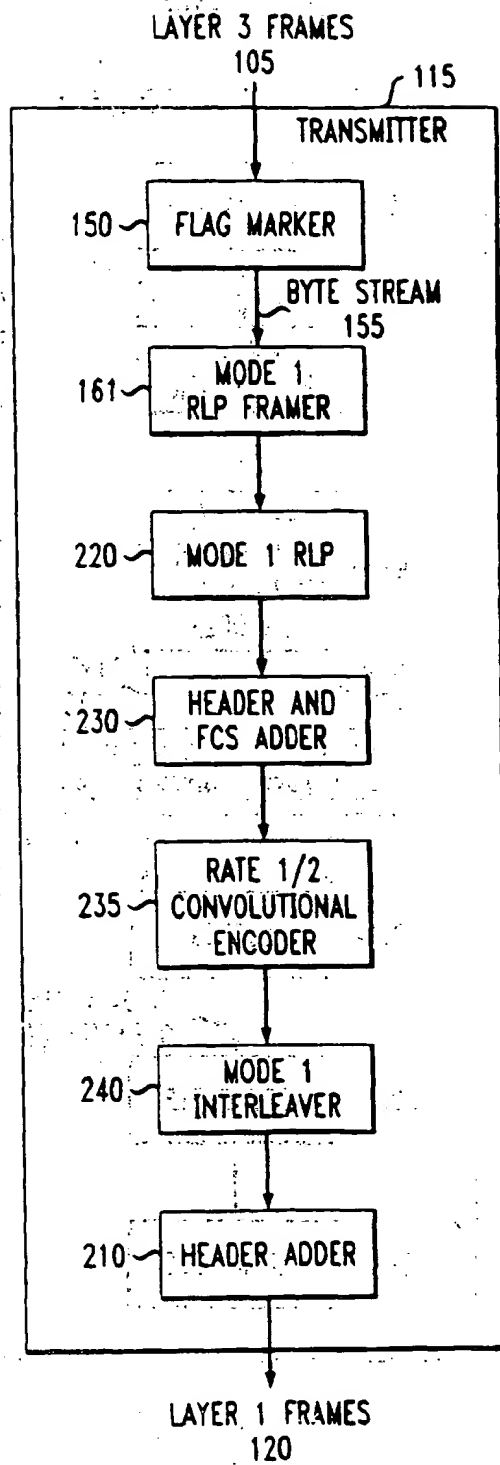 LAYER 3 FRAMES
105
115
TRANSMITTER
150
FLAG MARKER
BYTE STREAM
155
161
MODE 1
RLP FRAMER
220
MODE 1 RLP
230
HEADER AND
FCS ADDER
235
RATE 1/2
CONVOLUTIONAL
ENCODER
240
MODE 1
INTERLEAVER
210
HEADER ADDER
LAYER 1 FRAMES
120